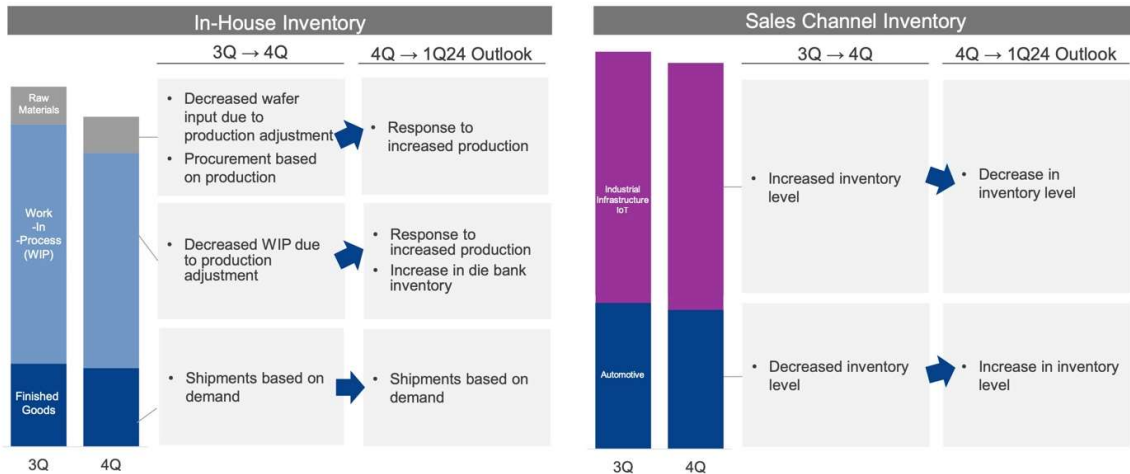 In-House Inventory
3Q → 4Q
4Q → 1Q24 Outlook
Raw
Materials
• Decreased wafer
input due to
production adjustment
• Procurement based
on production
• Response to
increased production
Work
-In
-Process
(WIP)
• Decreased WIP due
to production
adjustment
• Response to
increased production
• Increase in die bank
inventory
Finished
Goods
• Shipments based on
demand
• Shipments based on
demand
3Q
4Q
Sales Channel Inventory
3Q → 4Q
4Q → 1Q24 Outlook
Industrial
Infrastructure
IoT
• Increased inventory
level
• Decrease in
inventory level
Automotive
• Decreased inventory
level
• Increase in inventory
level
3Q
4Q